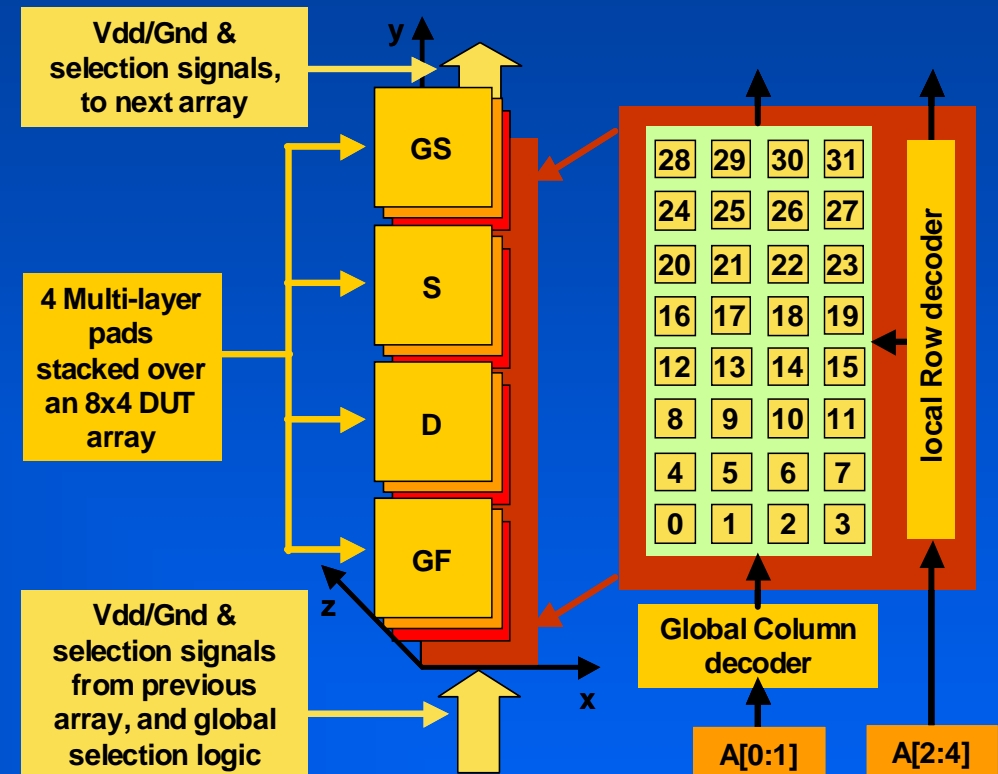 Vdd/Gnd &
selection signals,
to next array
y
GS
S
D
GF
z
x
4 Multi-layer
pads
stacked over
an 8x4 DUT
array
Vdd/Gnd &
selection signals
from previous
array, and global
selection logic
28 29 30 31
24 25 26 27
20 21 22 23
16 17 18 19
12 13 14 15
8 9 10 11
4 5 6 7
0 1 2 3
local Row decoder
Global Column
decoder
A[0:1]
A[2:4]